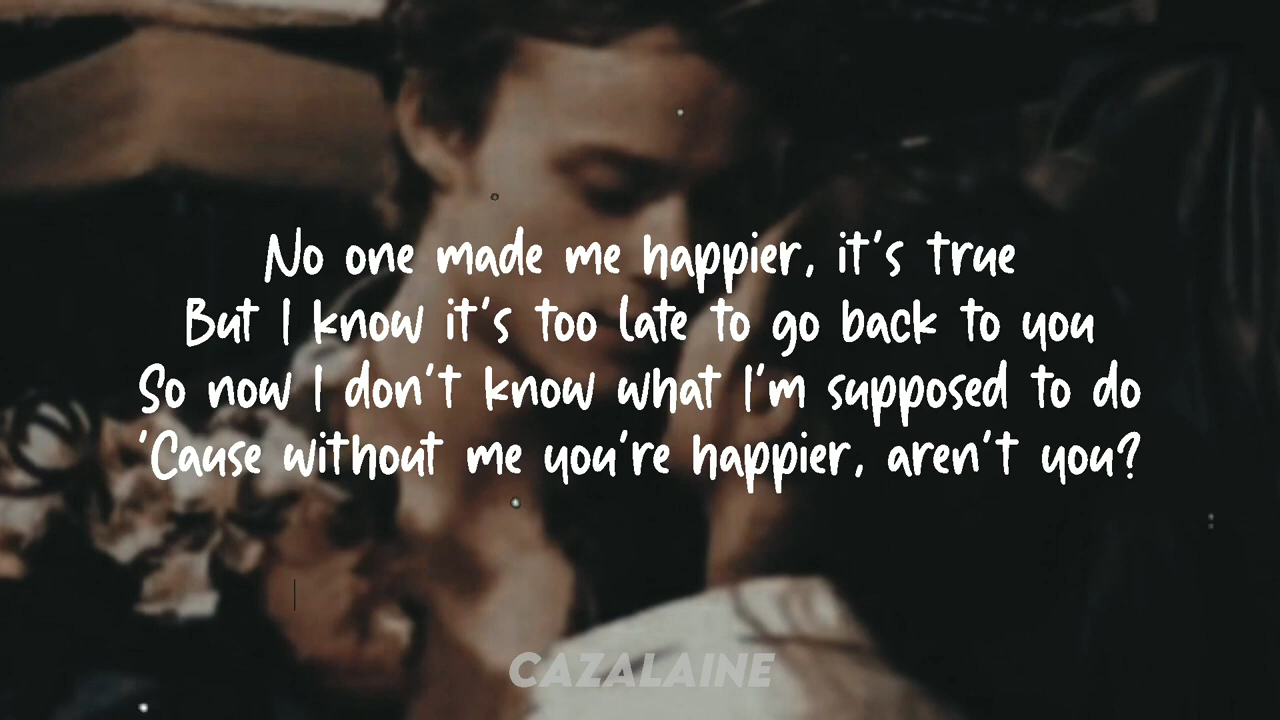 No one made me happier, it's true
But I know it's too late to go back to you
So now I don't know what I'm supposed to do
'Cause without me you're happier, aren't you?
CAZALAINE